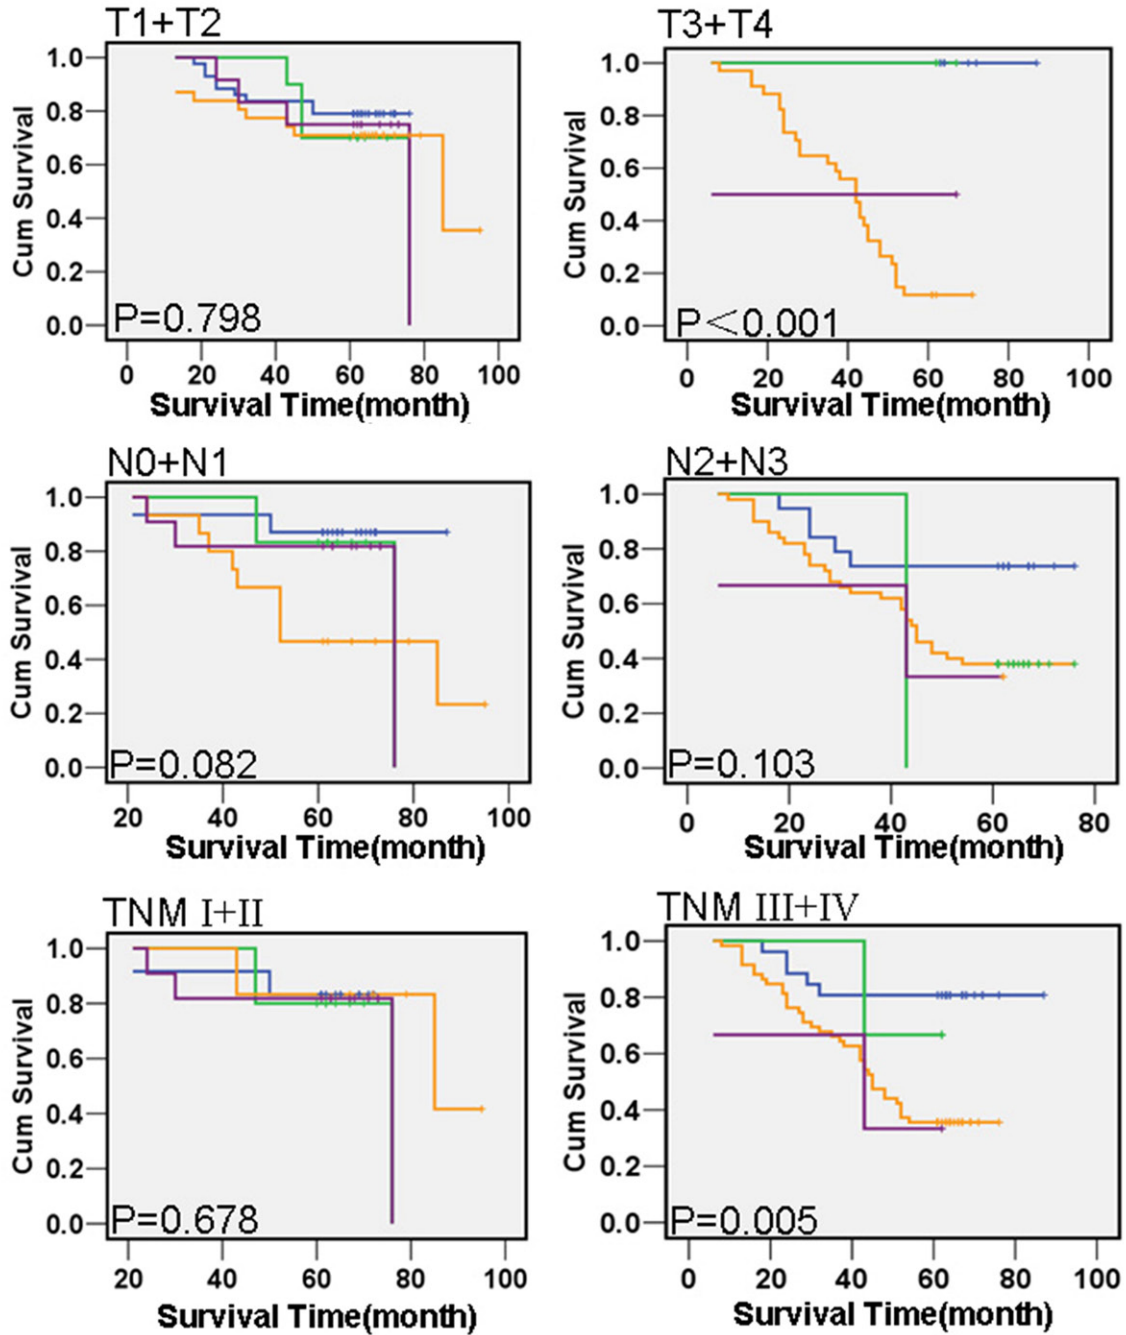 T1+T2
Cum Survival
1.0
0.8
0.6
0.4
0.2
0.0
P=0.798
0 20 40 60 80 100
Survival Time(month)
T3+T4
Cum Survival
1.0
0.8
0.6
0.4
0.2
0.0
P<0.001
0 20 40 60 80 100
Survival Time(month)
N0+N1
Cum Survival
1.0
0.8
0.6
0.4
0.2
0.0
P=0.082
20 40 60 80 100
Survival Time(month)
N2+N3
Cum Survival
1.0
0.8
0.6
0.4
0.2
0.0
P=0.103
0 20 40 60 80
Survival Time(month)
TNM I+II
Cum Survival
1.0
0.8
0.6
0.4
0.2
0.0
P=0.678
20 40 60 80 100
Survival Time(month)
TNM III+IV
Cum Survival
1.0
0.8
0.6
0.4
0.2
0.0
P=0.005
0 20 40 60 80 100
Survival Time(month)